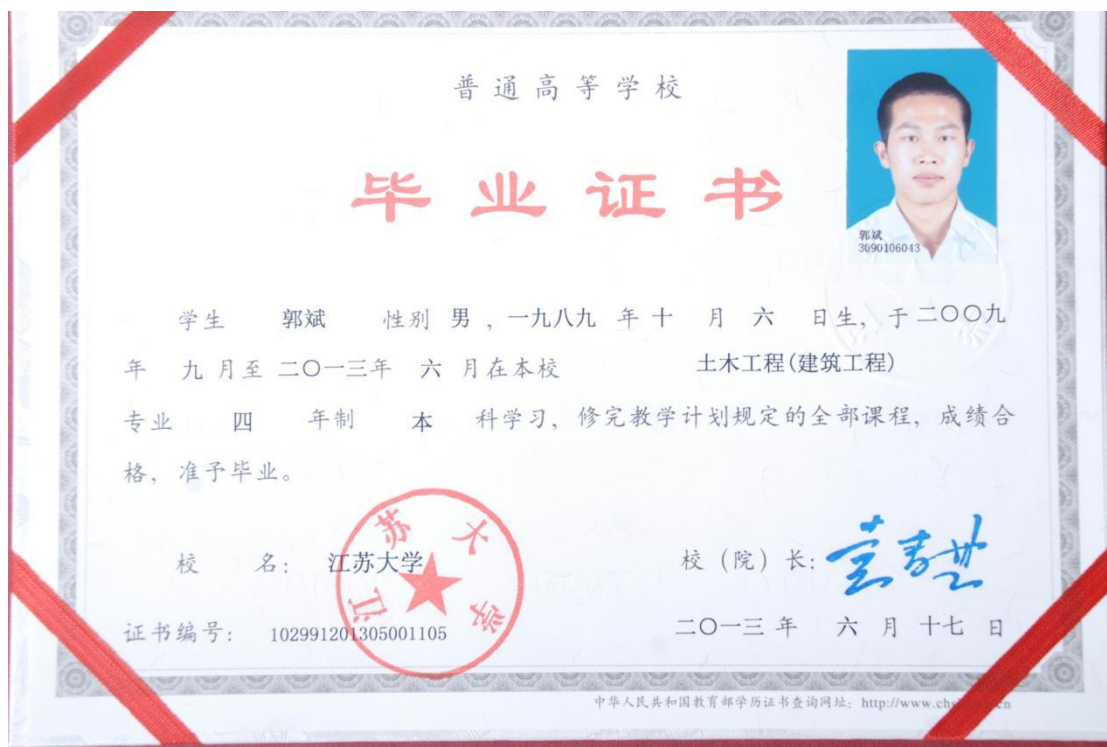 普通高等学校
毕业证书
郭斌
3090106043
学生 郭斌 性别 男 ，一九八九 年 十 月 六 日生，于 二〇〇九
年 九 月至 二〇一三年 六 月在本校 土木工程(建筑工程)
专业 四 年制 本 科学习，修完教学计划规定的全部课程，成绩合
格，准予毕业。
校 名： 江苏大学
江苏大学
校（院）长：
证书编号： 102991201305001105
二〇一三 年 六 月 十七 日
中华人民共和国教育部学历证书查询网址：http://www.ch